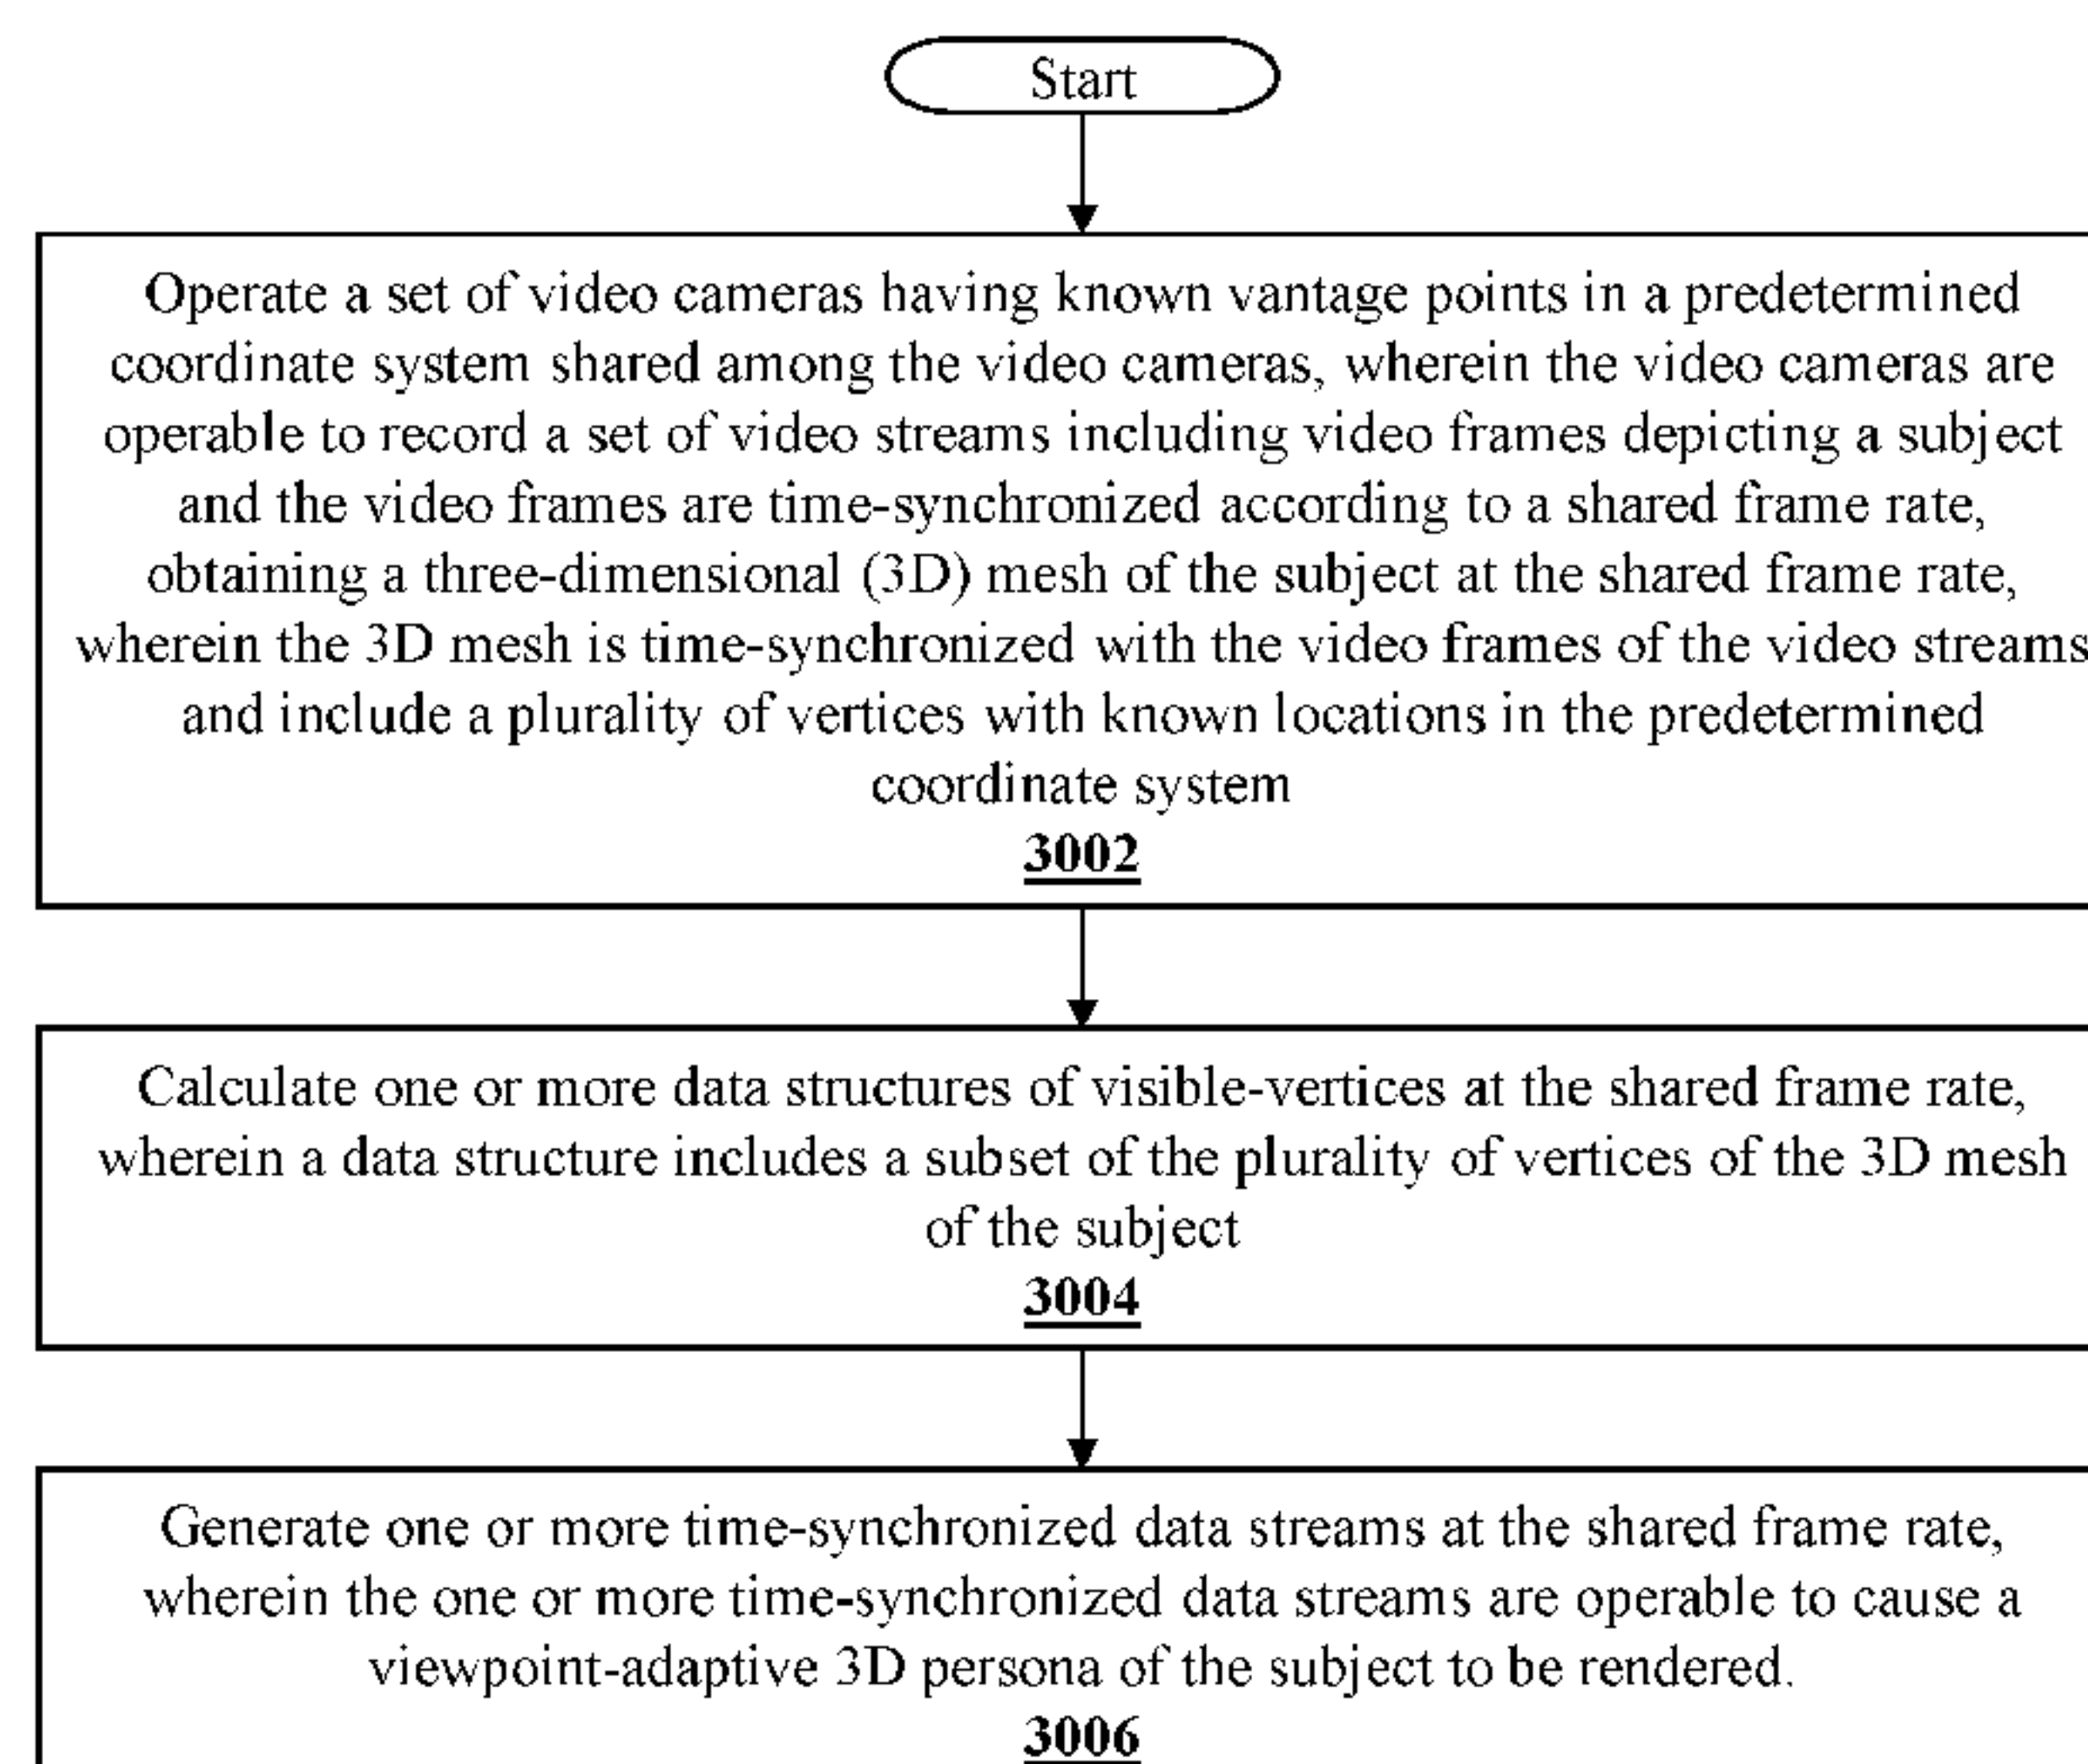 Start
Operate a set of video cameras having known vantage points in a predetermined
coordinate system shared among the video cameras, wherein the video cameras are
operable to record a set of video streams including video frames depicting a subject
and the video frames are time-synchronized according to a shared frame rate,
obtaining a three-dimensional (3D) mesh of the subject at the shared frame rate,
wherein the 3D mesh is time-synchronized with the video frames of the video streams
and include a plurality of vertices with known locations in the predetermined
coordinate system
3002
Calculate one or more data structures of visible-vertices at the shared frame rate,
wherein a data structure includes a subset of the plurality of vertices of the 3D mesh
of the subject
3004
Generate one or more time-synchronized data streams at the shared frame rate,
wherein the one or more time-synchronized data streams are operable to cause a
viewpoint-adaptive 3D persona of the subject to be rendered.
3006